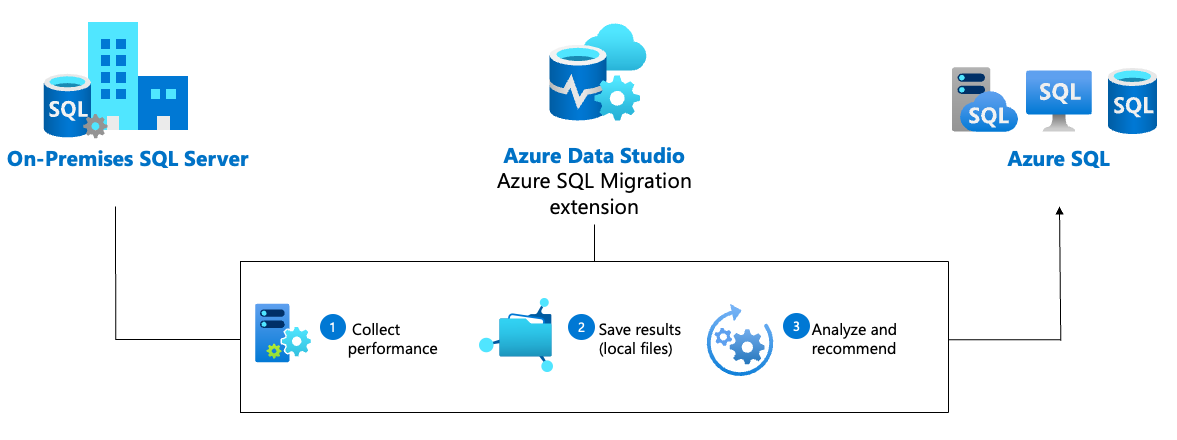 SQL
SQL
SQL
SQL
On-Premises SQL Server
Azure Data Studio
Azure SQL Migration
extension
Azure SQL
1 Collect
performance
2 Save results
(local files)
3 Analyze and
recommend